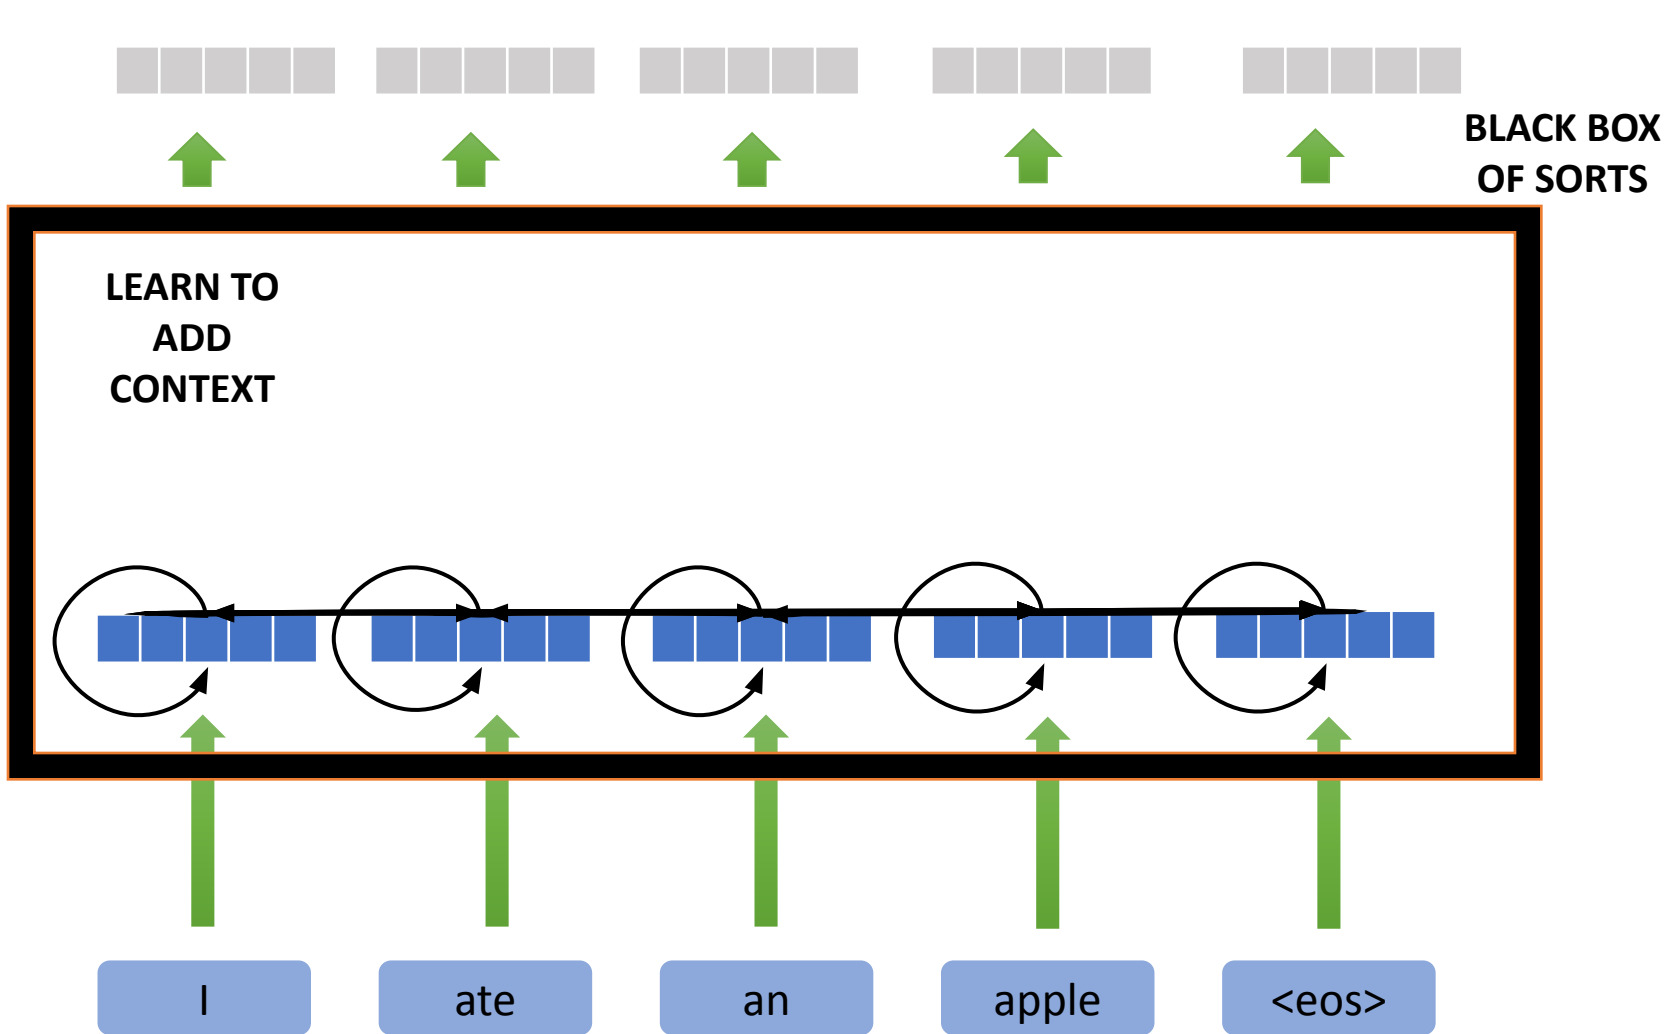 BLACK BOX
OF SORTS
LEARN TO
ADD
CONTEXT
I
ate
an
apple
<eos>